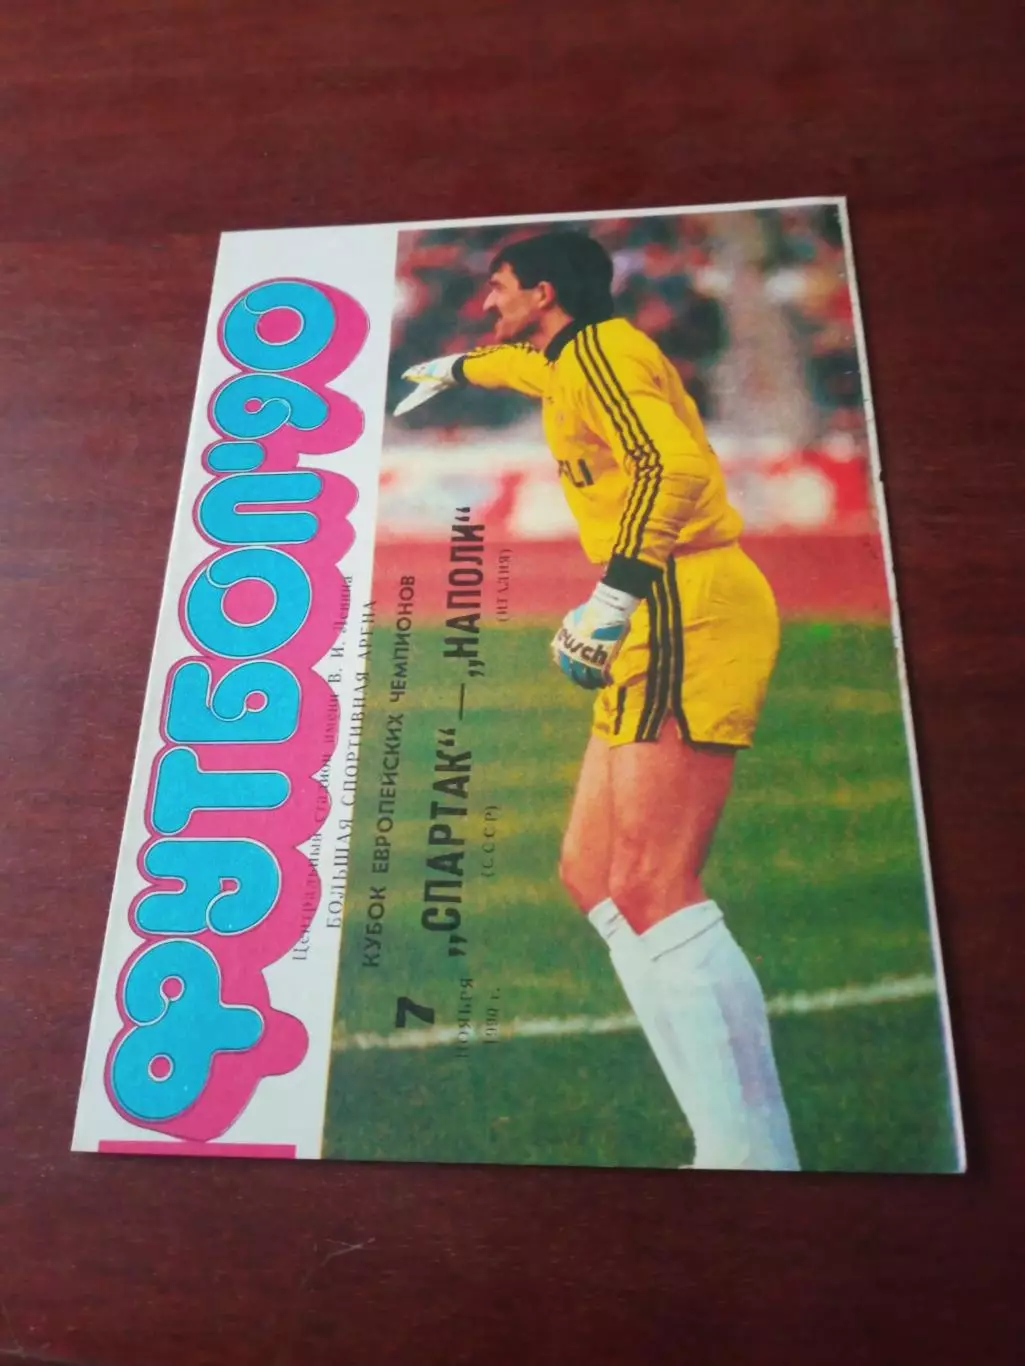 ФУТБОЛ'90
Центральный стадион имени В. И. Ленина
БОЛЬШАЯ СПОРТИВНАЯ АРЕНА
КУБОК ЕВРОПЕЙСКИХ ЧЕМПИОНОВ
7
НОЯБРЯ
1990 г.
„СПАРТАК“ — „НАПОЛИ“
(СССР)
(ИТАЛИЯ)
eusch